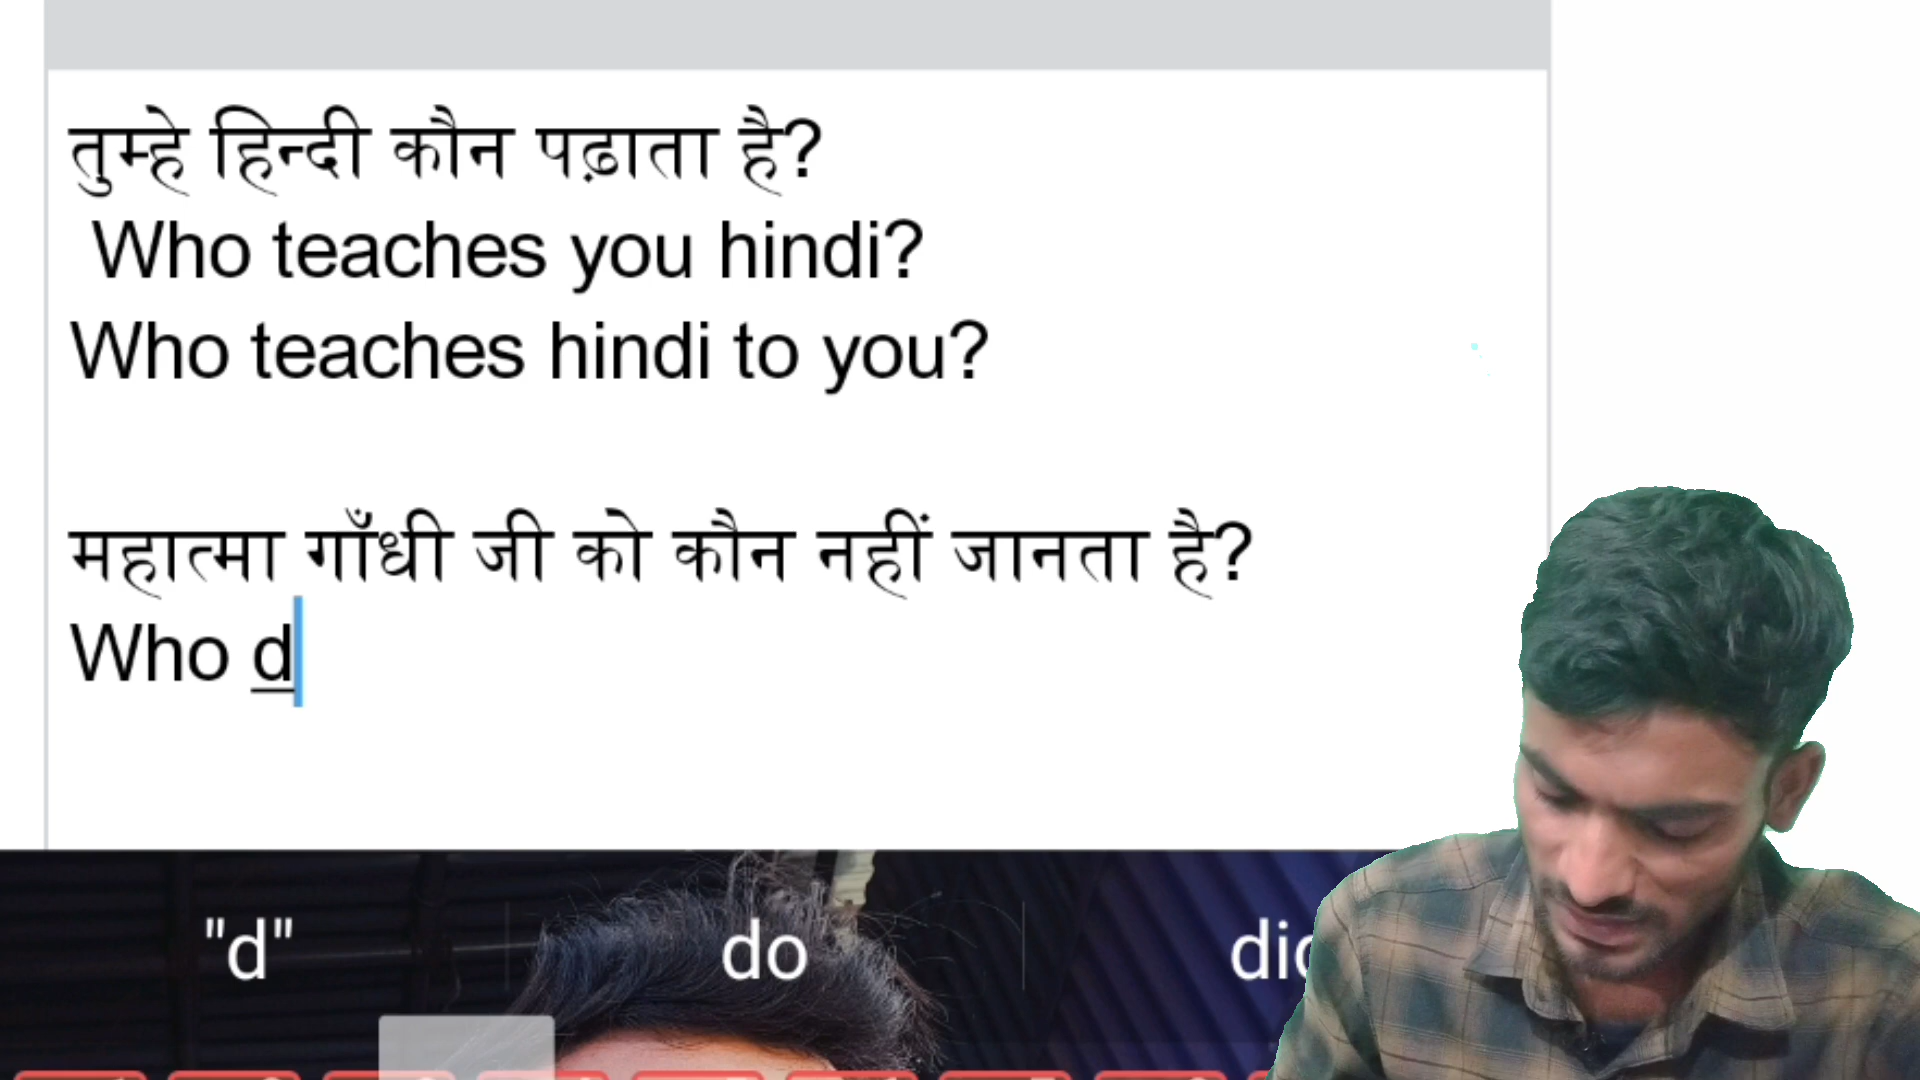 तुम्हे हिन्दी कौन पढ़ाता है?
Who teaches you hindi?
Who teaches hindi to you?
महात्मा गाँधी जी को कौन नहीं जानता है?
Who d
"d" do